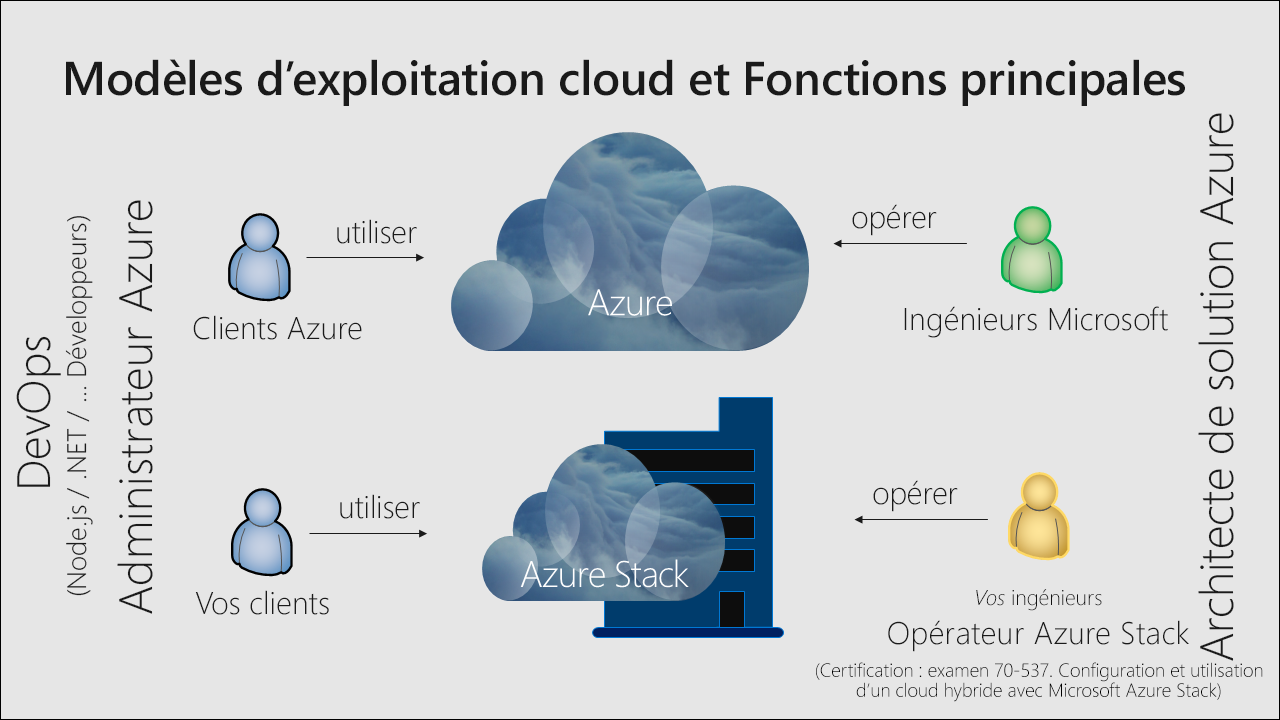 Modèles d’exploitation cloud et Fonctions principales
DevOps
(Node.js / .NET / ... Développeurs)
Administrateur Azure
utiliser
Clients Azure
Azure
opérer
Ingénieurs Microsoft
utiliser
Vos clients
Azure Stack
opérer
Vos ingénieurs
Opérateur Azure Stack
(Certification : examen 70-537. Configuration et utilisation
d’un cloud hybride avec Microsoft Azure Stack)
Architecte de solution Azure